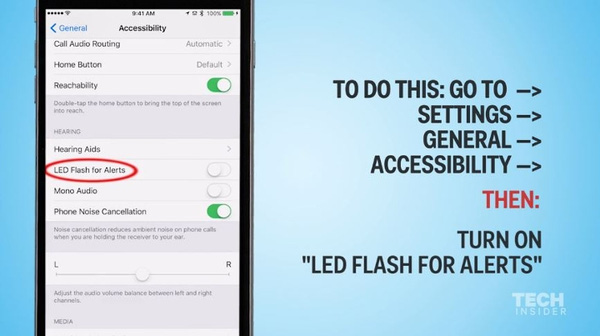 9:41 AM
100%
General
Accessibility
Call Audio Routing
Automatic
Home Button
Default
Reachability
Double-tap the home button to bring the top of the screen
into reach.
HEARING
Hearing Aids
LED Flash for Alerts
Mono Audio
Phone Noise Cancellation
Noise cancellation reduces ambient noise on phone calls
when you are holding the receiver to your ear.
L
R
Adjust the audio volume balance between left and right
channels.
MEDIA
TO DO THIS: GO TO –>
SETTINGS –>
GENERAL –>
ACCESSIBILITY –>
THEN:
TURN ON
"LED FLASH FOR ALERTS"
TECH
INSIDER